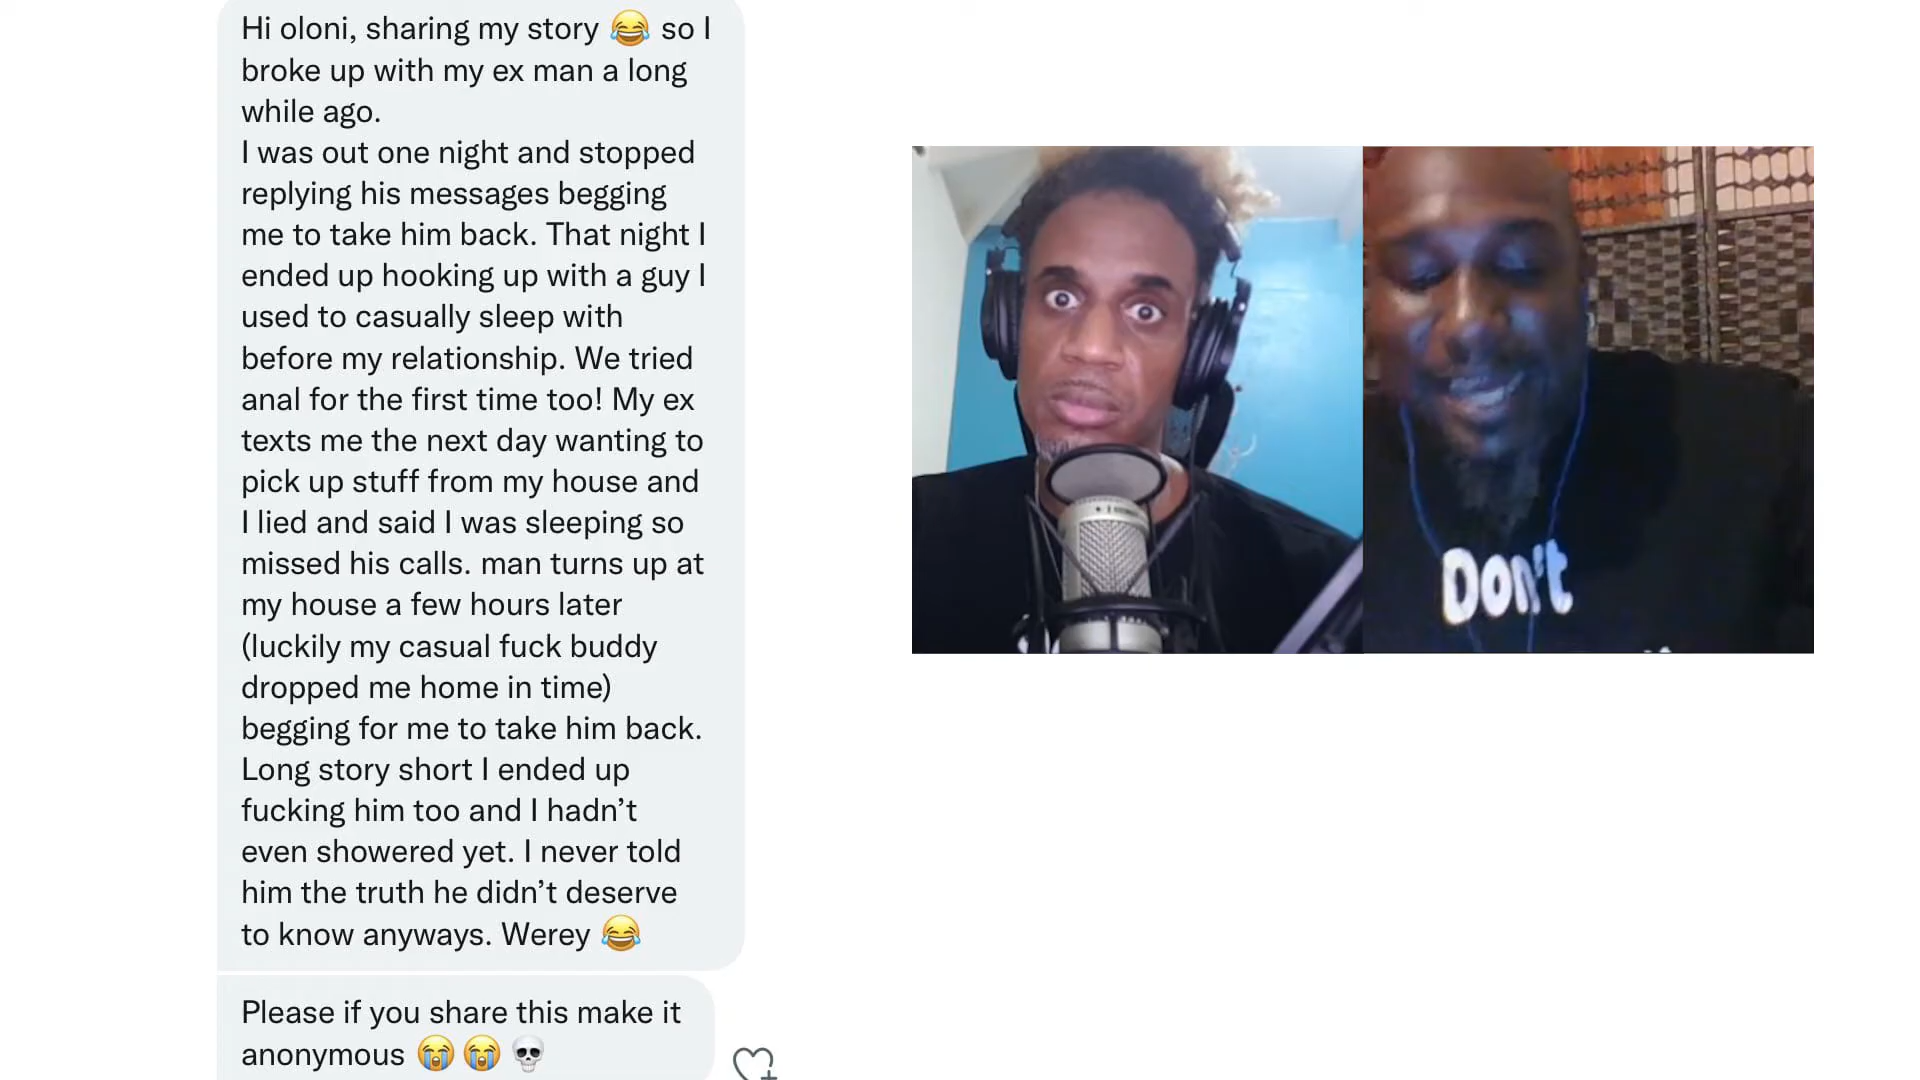 Hi oloni, sharing my story 😂 so I
broke up with my ex man a long
while ago.
I was out one night and stopped
replying his messages begging
me to take him back. That night I
ended up hooking up with a guy I
used to casually sleep with
before my relationship. We tried
anal for the first time too! My ex
texts me the next day wanting to
pick up stuff from my house and
I lied and said I was sleeping so
missed his calls. man turns up at
my house a few hours later
(luckily my casual fuck buddy
dropped me home in time)
begging for me to take him back.
Long story short I ended up
fucking him too and I hadn’t
even showered yet. I never told
him the truth he didn’t deserve
to know anyways. Werey 😂
Please if you share this make it
anonymous 😭😭💀
Don't